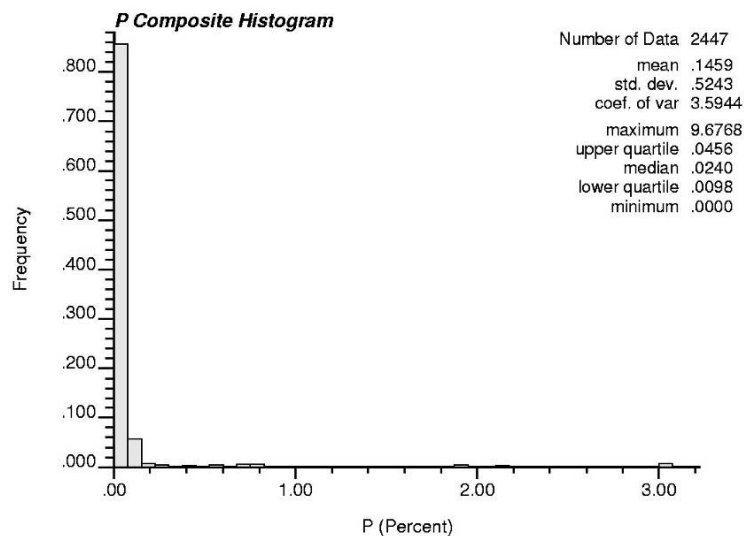 P Composite Histogram
Number of Data 2447
mean .1459
std. dev. .5243
coef. of var 3.5944
maximum 9.6768
upper quartile .0456
median .0240
lower quartile .0098
minimum .0000
Frequency
.800
.700
.600
.500
.400
.300
.200
.100
.000
.00 1.00 2.00 3.00
P (Percent)